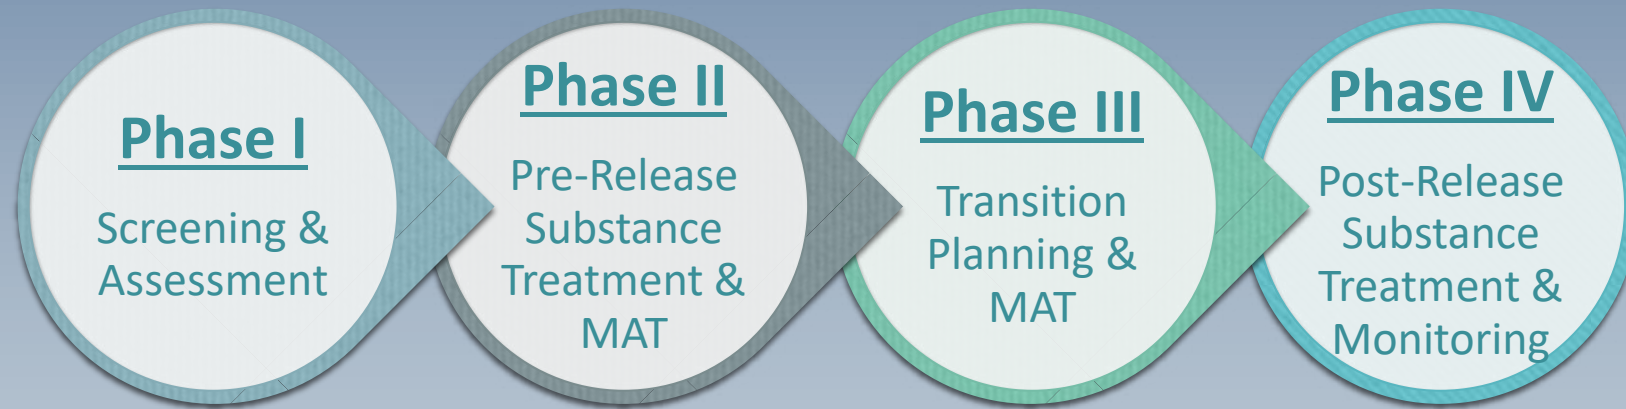 Phase I
Screening &
Assessment
Phase II
Pre-Release
Substance
Treatment &
MAT
Phase III
Transition
Planning &
MAT
Phase IV
Post-Release
Substance
Treatment &
Monitoring